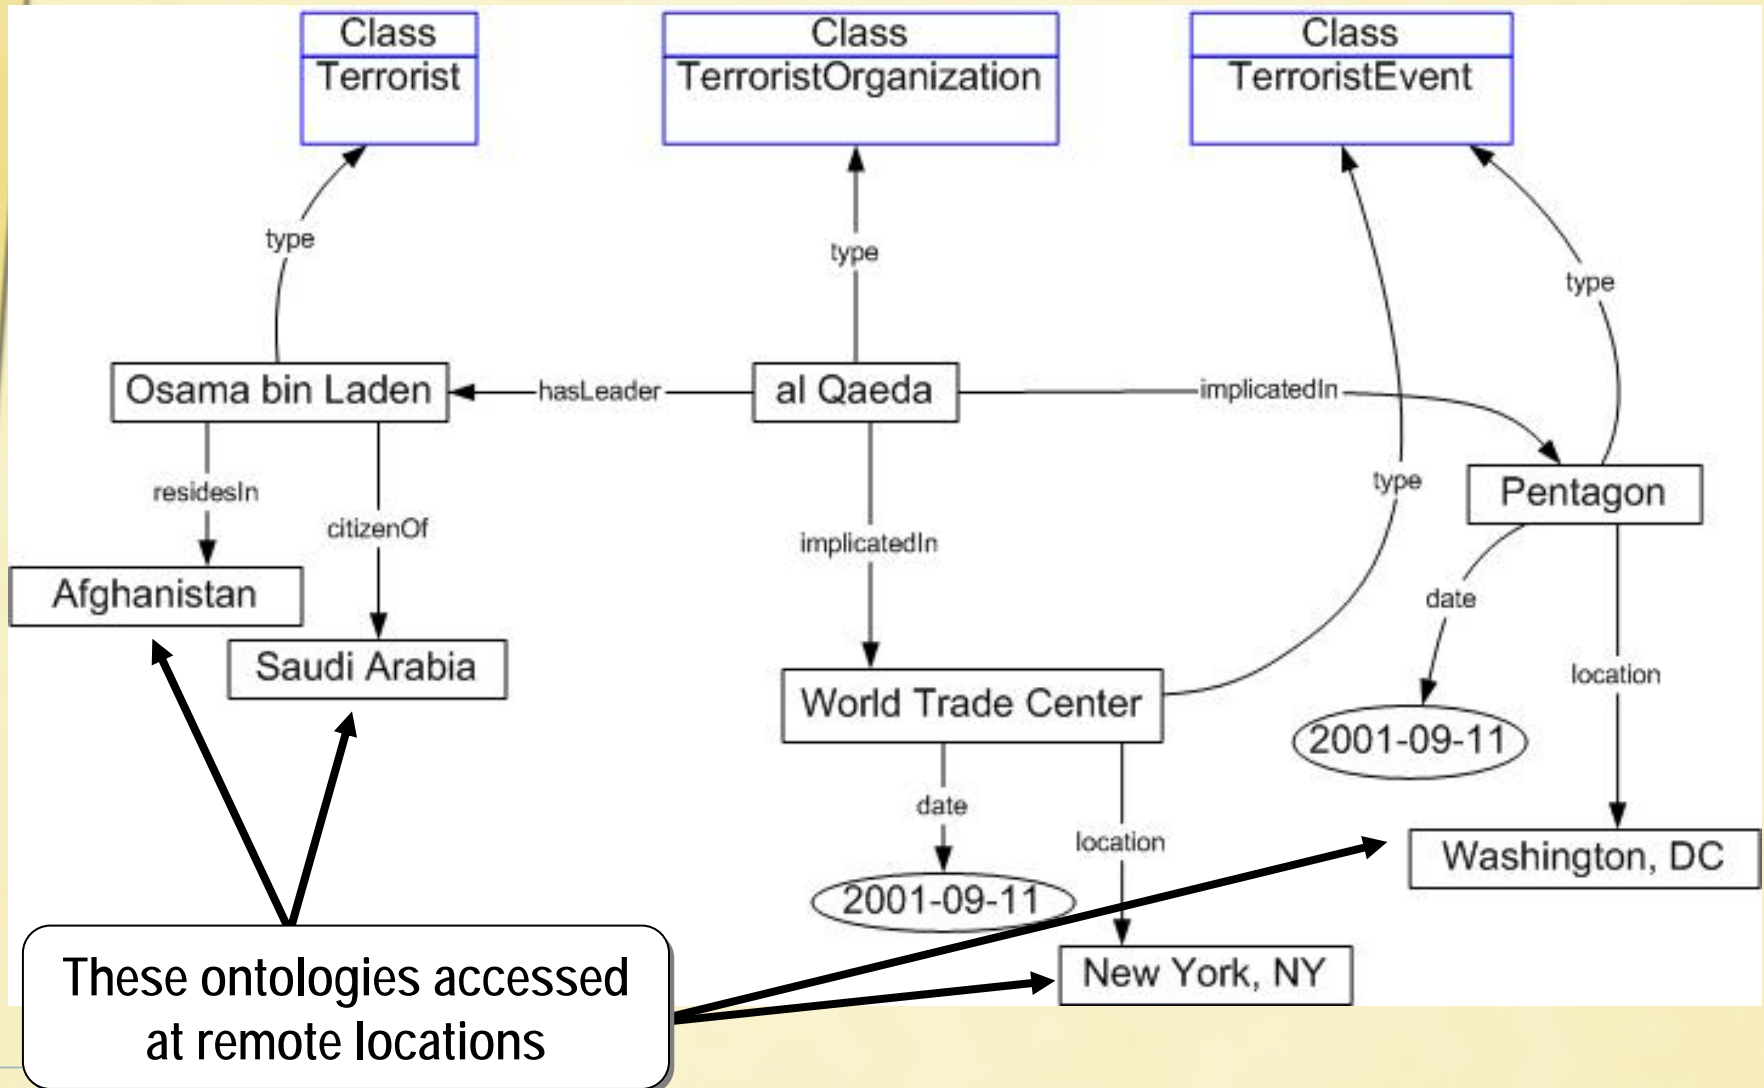 Class
Terrorist
Class
TerroristOrganization
Class
TerroristEvent
type
type
type
Osama bin Laden
hasLeader
al Qaeda
implicatedIn
type
Pentagon
residesIn
citizenOf
implicatedIn
Afghanistan
date
Saudi Arabia
location
World Trade Center
2001-09-11
date
location
Washington, DC
2001-09-11
New York, NY
These ontologies accessed
at remote locations